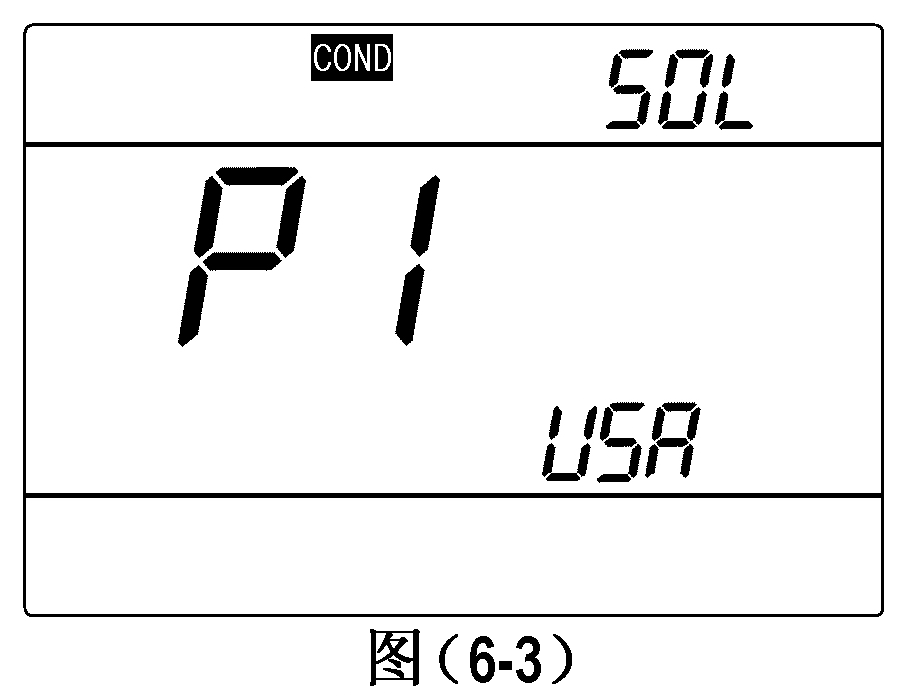 COND
SOL
P1
USA
图(6-3)